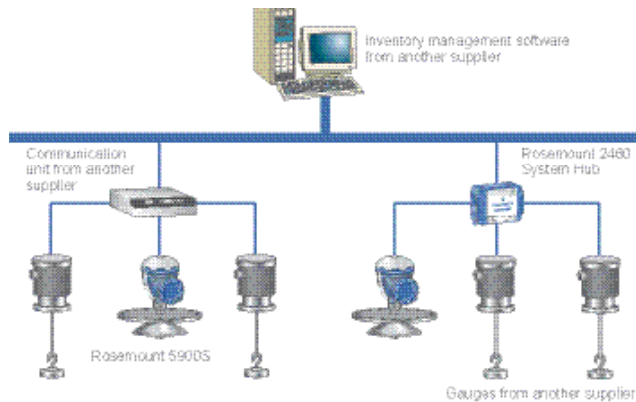 Inventory management software
from another supplier
Communication
unit from another
supplier
Rosemount 2460
System Hub
Rosemount 5900S
Gauges from another supplier